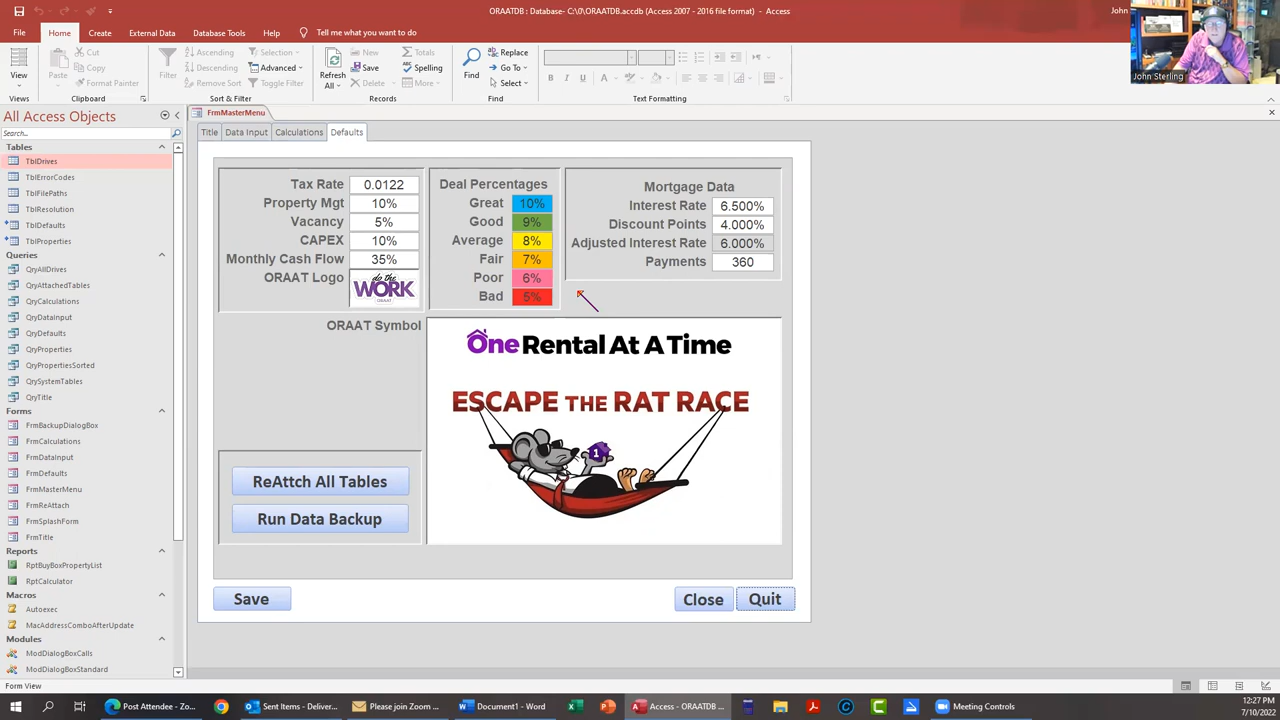 ORAATDB : Database- C:\0\ORAATDB.accdb (Access 2007 - 2016 file format) - Access
John
File
Home
Create
External Data
Database Tools
Help
Tell me what you want to do
View
Views
Paste
Cut
Copy
Format Painter
Clipboard
Filter
Ascending
Descending
Remove Sort
Selection
Advanced
Toggle Filter
Sort & Filter
Refresh
All
New
Save
Delete
Totals
Spelling
More
Records
Find
Replace
Go To
Select
Find
B I U
Text Formatting
John Sterling
All Access Objects
Search...
Tables
TblDrives
TblErrorCodes
TblFilePaths
TblResolution
TblDefaults
TblProperties
Queries
QryAllDrives
QryAttachedTables
QryCalculations
QryDataInput
QryDefaults
QryProperties
QryPropertiesSorted
QrySystemTables
QryTitle
Forms
FrmBackupDialogBox
FrmCalculations
FrmDataInput
FrmDefaults
FrmMasterMenu
FrmReAttach
FrmSplashForm
FrmTitle
Reports
RptBuyBoxPropertyList
RptCalculator
Macros
Autoexec
MacAddressComboAfterUpdate
Modules
ModDialogBoxCalls
ModDialogBoxStandard
FrmMasterMenu
Title
Data Input
Calculations
Defaults
Tax Rate 0.0122
Property Mgt 10%
Vacancy 5%
CAPEX 10%
Monthly Cash Flow 35%
ORAAT Logo
do the
WORK
ORAAT
Deal Percentages
Great 10%
Good 9%
Average 8%
Fair 7%
Poor 6%
Bad 5%
Mortgage Data
Interest Rate 6.500%
Discount Points 4.000%
Adjusted Interest Rate 6.000%
Payments 360
ORAAT Symbol
One Rental At A Time
ESCAPE THE RAT RACE
1
ReAttch All Tables
Run Data Backup
Save
Close
Quit
Form View
Post Attendee - Zo...
Sent Items - Deliver...
Please join Zoom ...
Document1 - Word
Access - ORAATDB ...
Meeting Controls
12:27 PM
7/10/2022